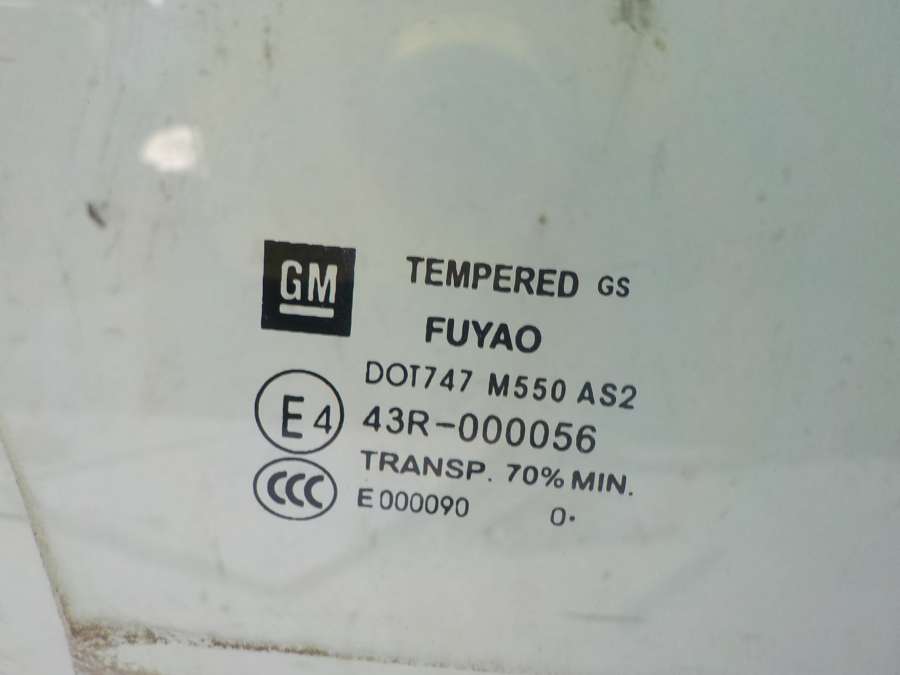 GM
TEMPERED GS
FUYAO
DOT747 M550 AS2
E4 43R-000056
TRANSP. 70% MIN.
CCC E000090 0•